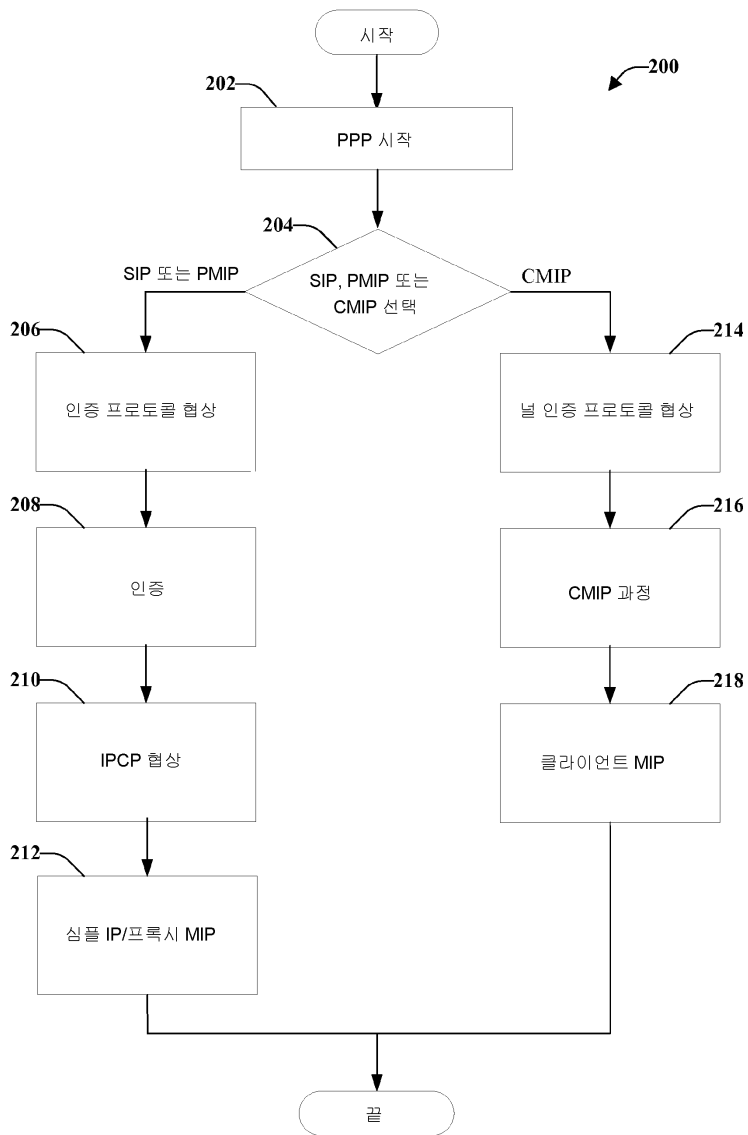 시작
200
202
PPP 시작
204
SIP 또는 PMIP
SIP, PMIP 또는
CMIP 선택
CMIP
206
인증 프로토콜 협상
214
널 인증 프로토콜 협상
208
인증
216
CMIP 과정
210
IPCP 협상
218
클라이언트 MIP
212
심플 IP/프록시 MIP
끝